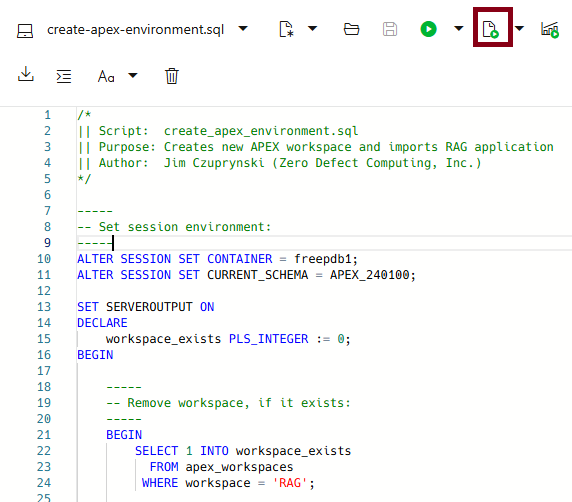 create-apex-environment.sql
Aa
1 /*
2 || Script:  create_apex_environment.sql
3 || Purpose: Creates new APEX workspace and imports RAG application
4 || Author:  Jim Czuprynski (Zero Defect Computing, Inc.)
5 */
6
7 -----
8 -- Set session environment:
9 -----
10 ALTER SESSION SET CONTAINER = freepdb1;
11 ALTER SESSION SET CURRENT_SCHEMA = APEX_240100;
12
13 SET SERVEROUTPUT ON
14 DECLARE
15     workspace_exists PLS_INTEGER := 0;
16 BEGIN
17
18     -----
19     -- Remove workspace, if it exists:
20     -----
21     BEGIN
22         SELECT 1 INTO workspace_exists
23           FROM apex_workspaces
24          WHERE workspace = 'RAG';
25